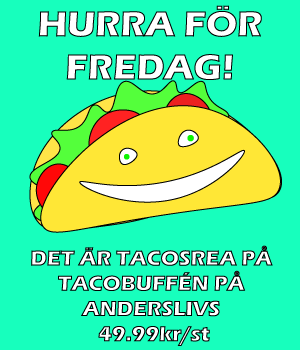 HURRA FÖR
FREDAG!
DET ÄR TACOSREA PÅ
TACOBUFFÉN PÅ
ANDERSLIVS
49.99kr/st